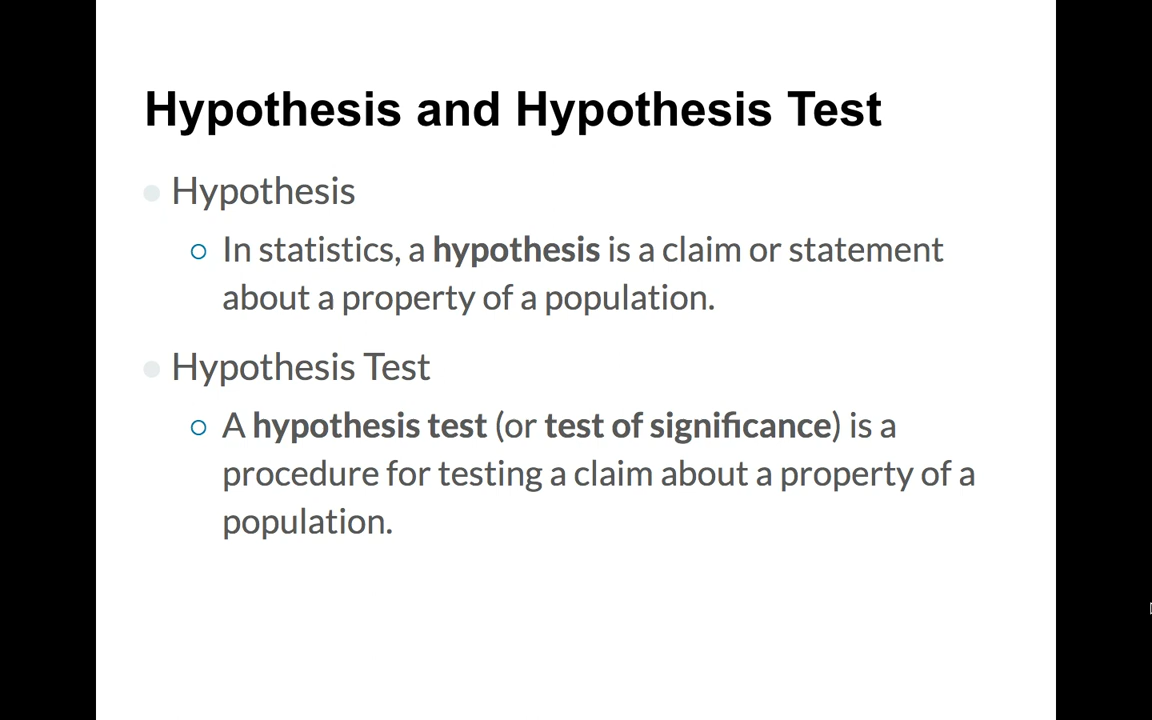 Hypothesis and Hypothesis Test
Hypothesis
In statistics, a hypothesis is a claim or statement
about a property of a population.
Hypothesis Test
A hypothesis test (or test of significance) is a
procedure for testing a claim about a property of a
population.